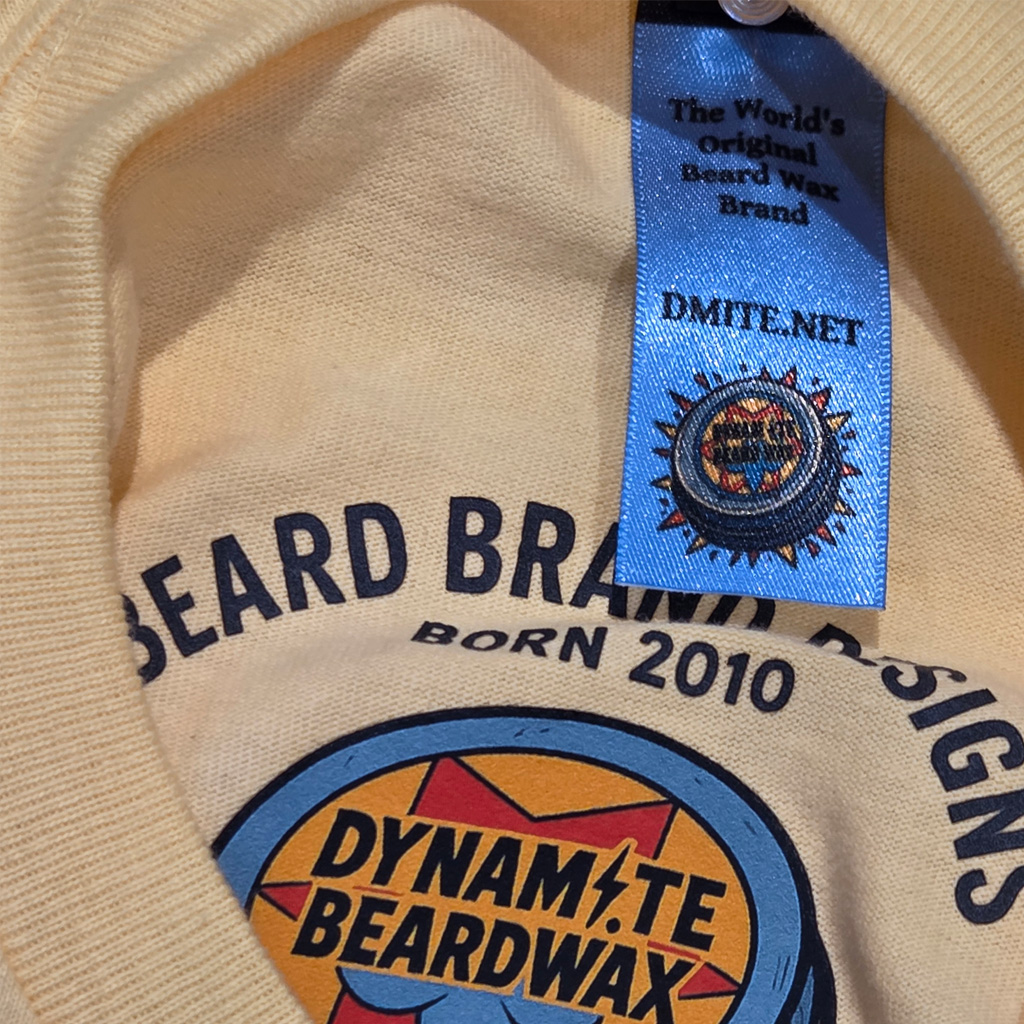 The World's
Original
Beard Wax
Brand
DMITE.NET
BEARD BRAND DESIGNS
BORN 2010
DYNAMITE
BEARDWAX